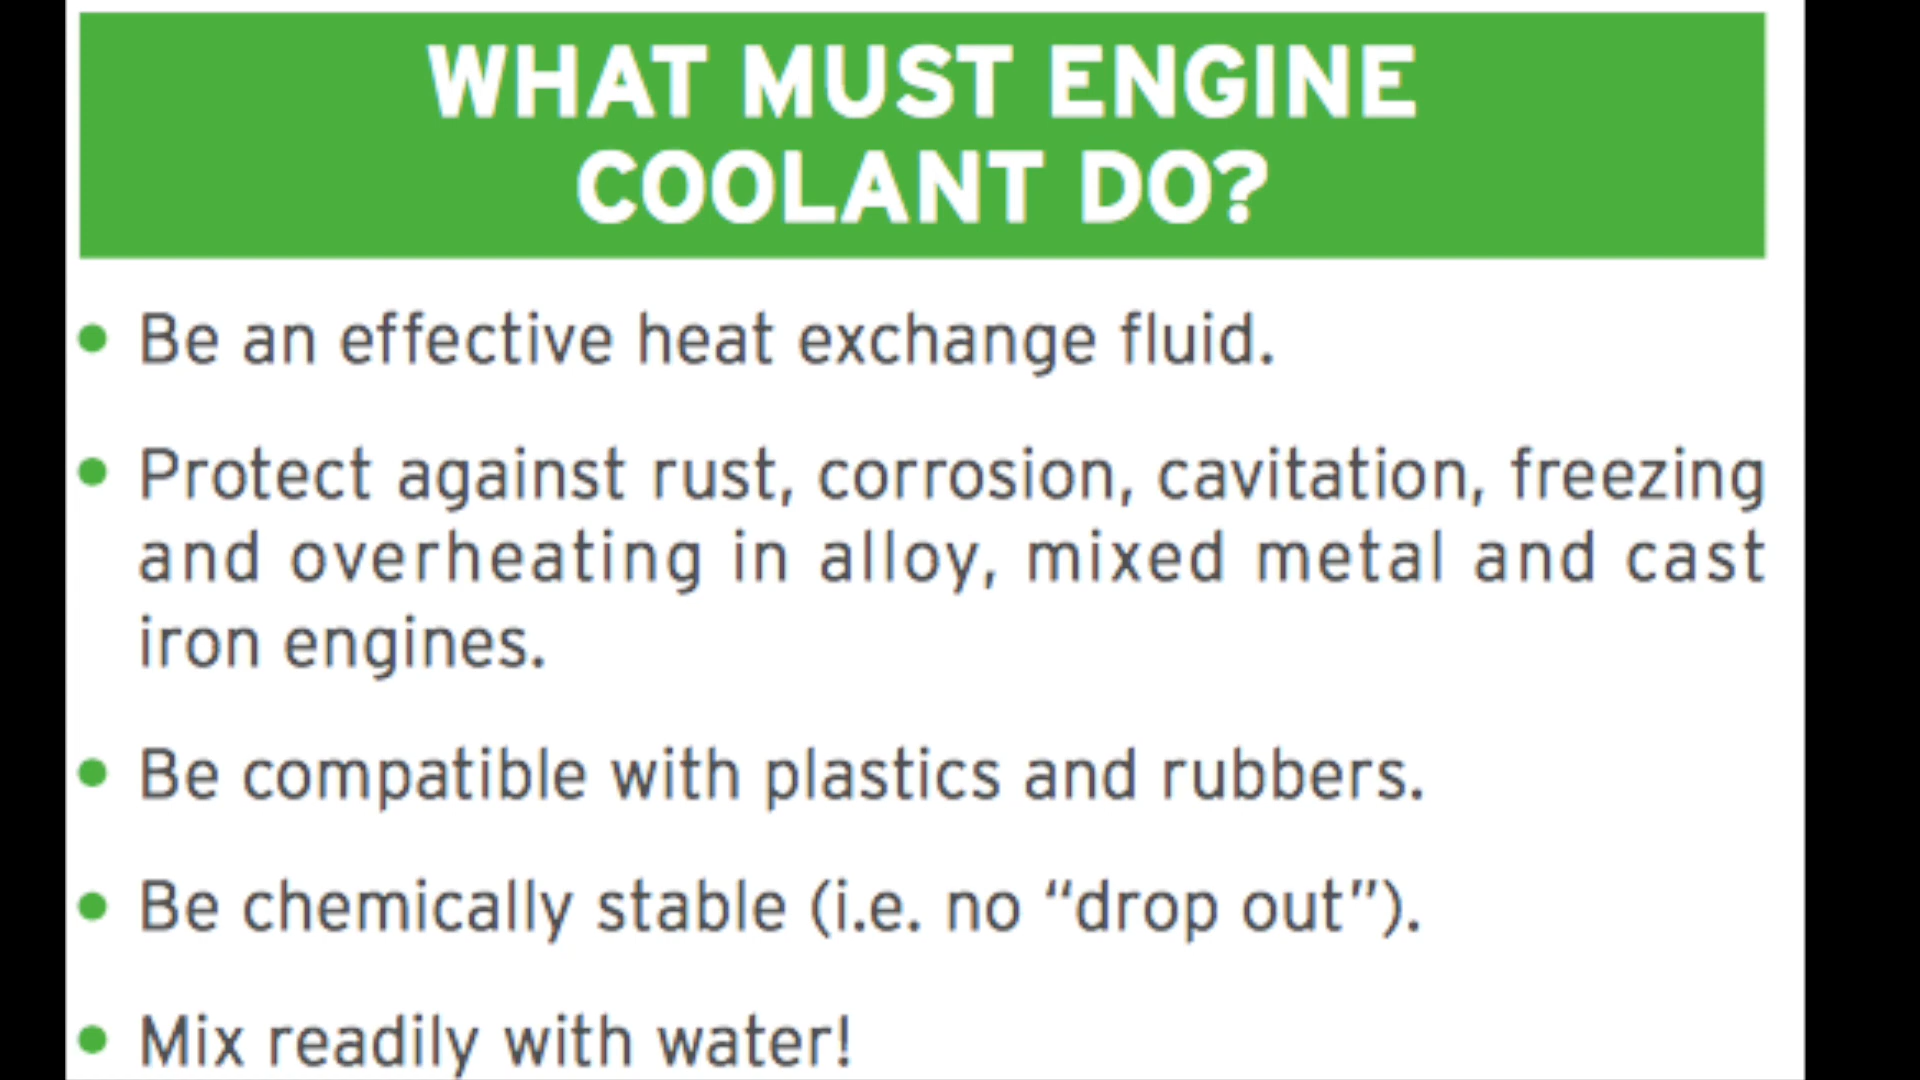 WHAT MUST ENGINE
COOLANT DO?
• Be an effective heat exchange fluid.
• Protect against rust, corrosion, cavitation, freezing
and overheating in alloy, mixed metal and cast
iron engines.
• Be compatible with plastics and rubbers.
• Be chemically stable (i.e. no “drop out”).
• Mix readily with water!